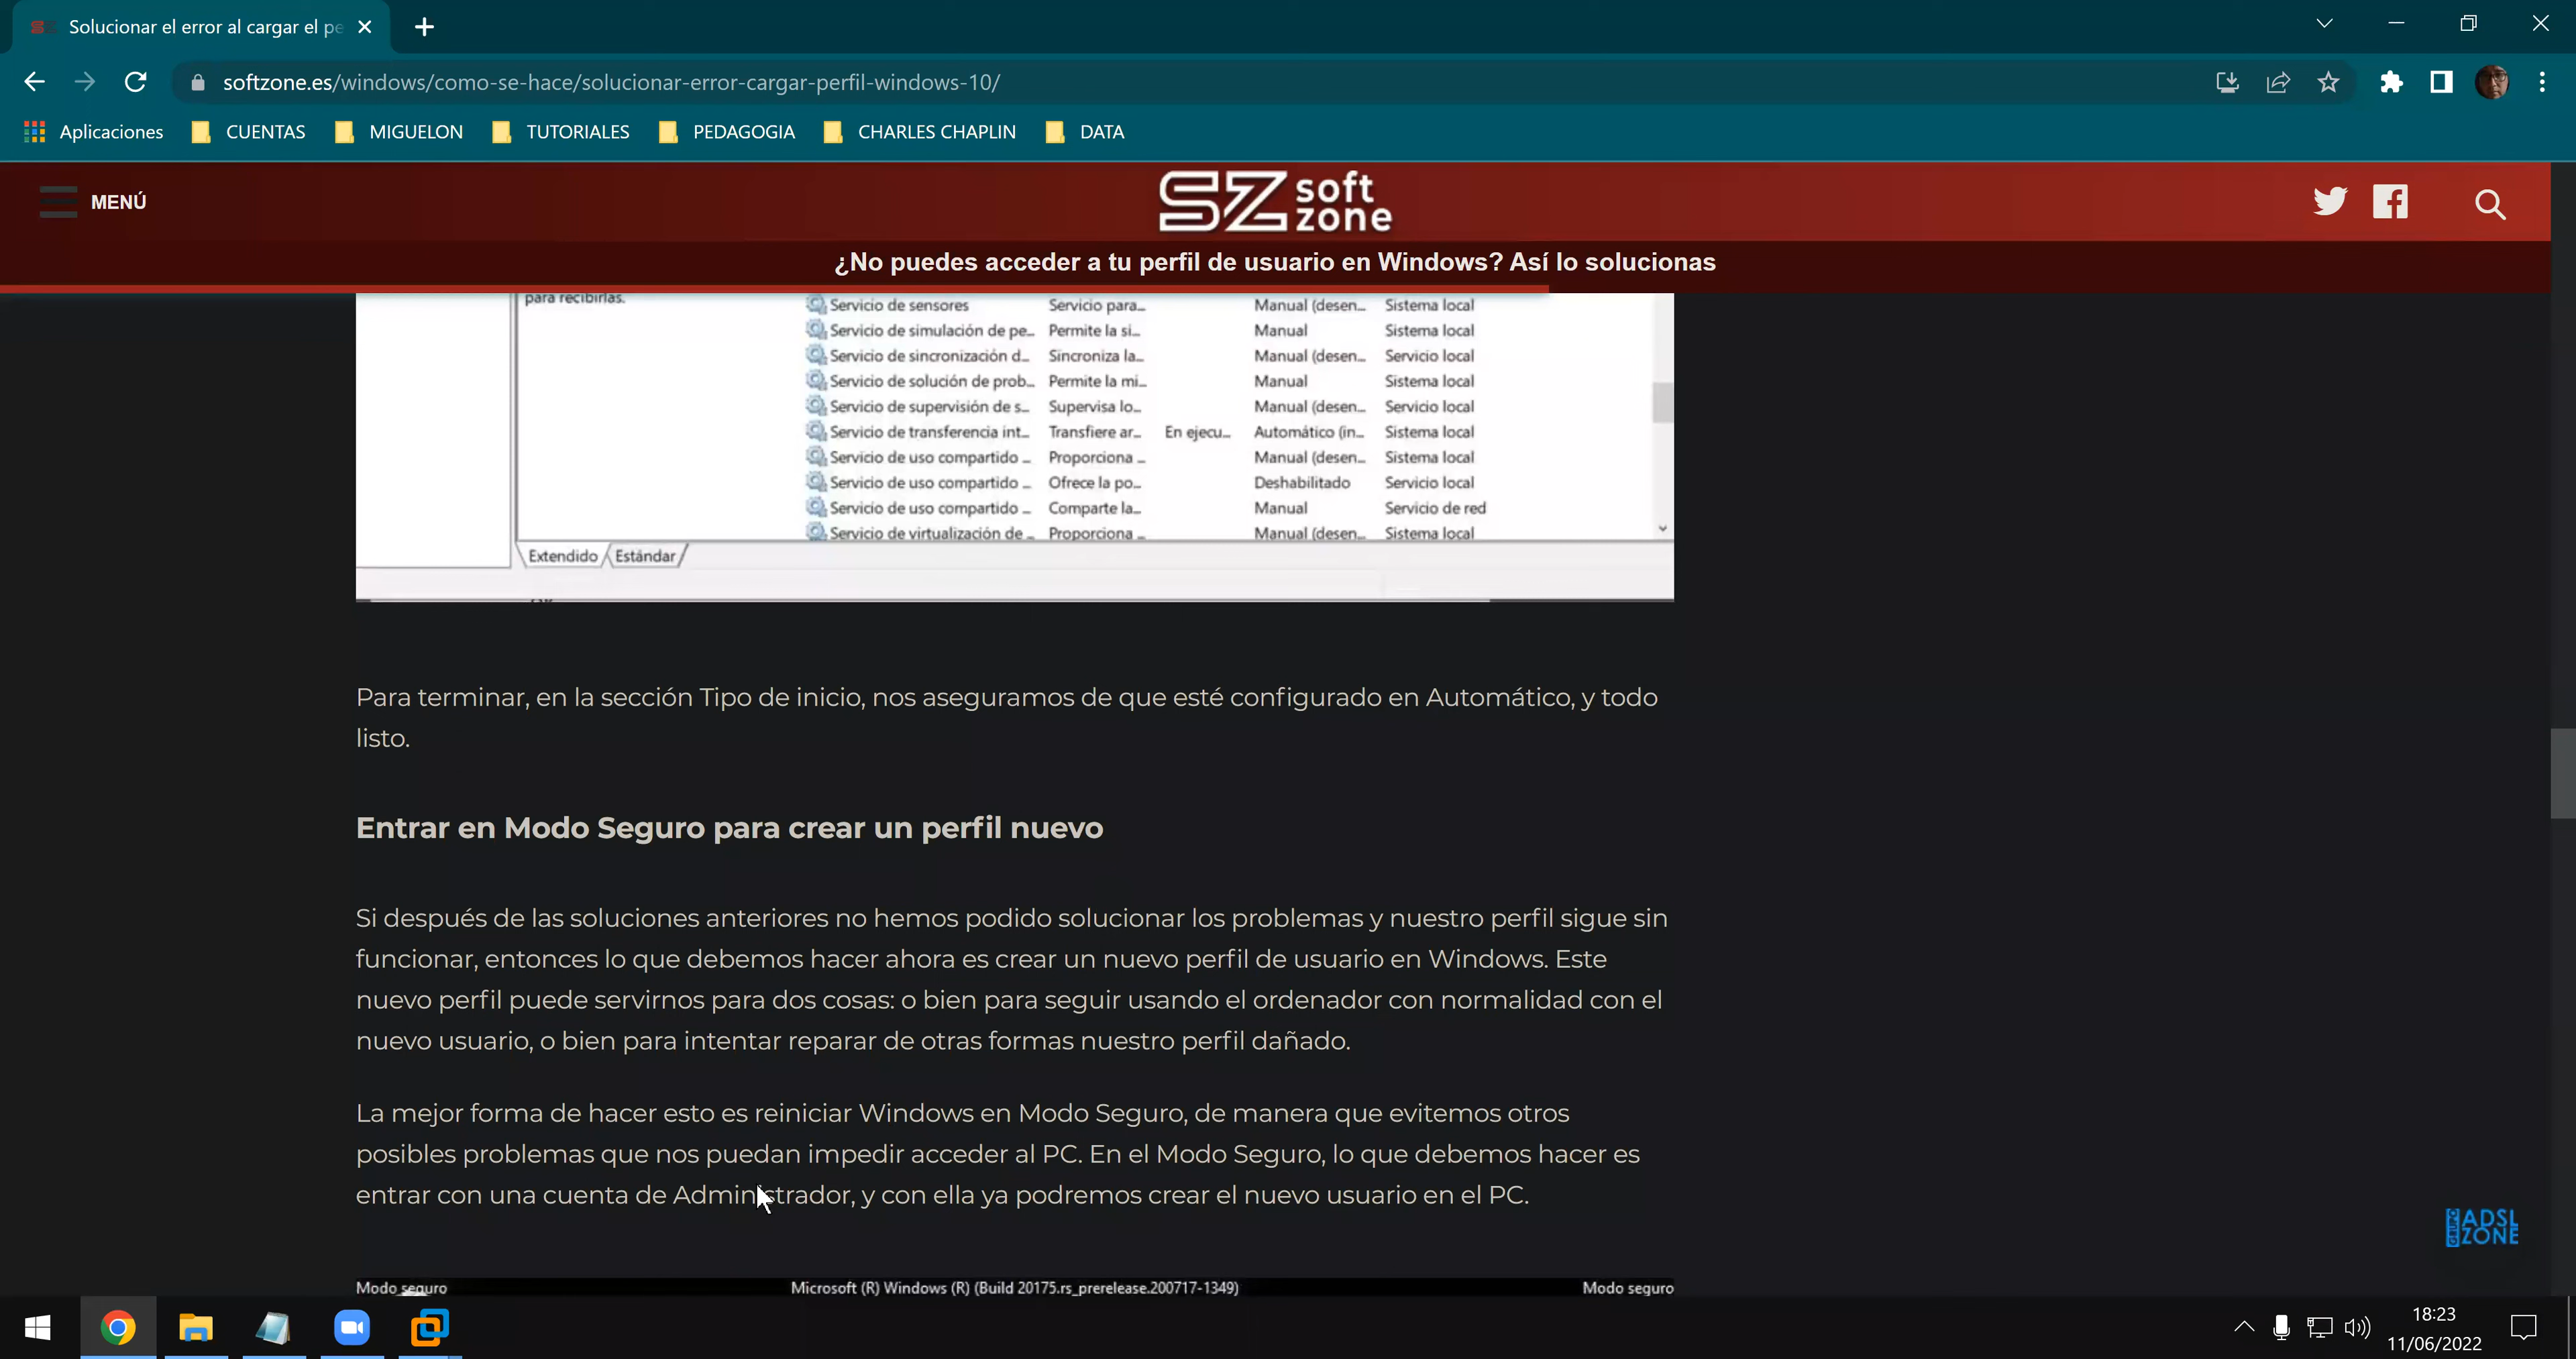 Solucionar el error al cargar el pe
softzone.es/windows/como-se-hace/solucionar-error-cargar-perfil-windows-10/
Aplicaciones CUENTAS MIGUELON TUTORIALES PEDAGOGIA CHARLES CHAPLIN DATA
MENÚ
SZ soft zone
¿No puedes acceder a tu perfil de usuario en Windows? Así lo solucionas
para recibirlas.
Servicio de sensores Servicio para... Manual (desen... Sistema local
Servicio de simulación de pe... Permite la si... Manual Sistema local
Servicio de sincronización d... Sincroniza la... Manual (desen... Servicio local
Servicio de solución de prob... Permite la mi... Manual Sistema local
Servicio de supervisión de s... Supervisa lo... Manual (desen... Servicio local
Servicio de transferencia int... Transfiere ar... En ejecu... Automático (in... Sistema local
Servicio de uso compartido ... Proporciona ... Manual (desen... Sistema local
Servicio de uso compartido ... Ofrece la po... Deshabilitado Servicio local
Servicio de uso compartido ... Comparte la... Manual Servicio de red
Servicio de virtualización de ... Proporciona ... Manual (desen... Sistema local
Extendido Estándar
Para terminar, en la sección Tipo de inicio, nos aseguramos de que esté configurado en Automático, y todo
listo.
Entrar en Modo Seguro para crear un perfil nuevo
Si después de las soluciones anteriores no hemos podido solucionar los problemas y nuestro perfil sigue sin
funcionar, entonces lo que debemos hacer ahora es crear un nuevo perfil de usuario en Windows. Este
nuevo perfil puede servirnos para dos cosas: o bien para seguir usando el ordenador con normalidad con el
nuevo usuario, o bien para intentar reparar de otras formas nuestro perfil dañado.
La mejor forma de hacer esto es reiniciar Windows en Modo Seguro, de manera que evitemos otros
posibles problemas que nos puedan impedir acceder al PC. En el Modo Seguro, lo que debemos hacer es
entrar con una cuenta de Administrador, y con ella ya podremos crear el nuevo usuario en el PC.
GRUPO ADSL ZONE
Modo seguro Microsoft (R) Windows (R) (Build 20175.rs_prerelease.200717-1349) Modo seguro
18:23
11/06/2022